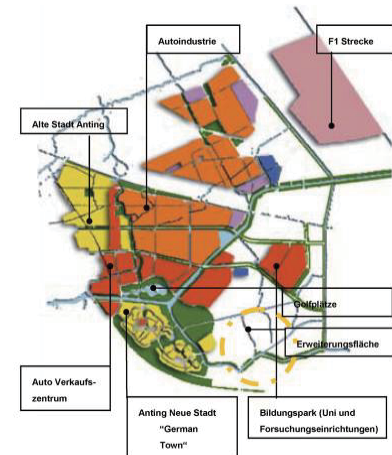 Autoindustrie
F1 Strecke
Alte Stadt Anting
Golfplätze
Erweiterungsfläche
Auto Verkaufs-
zentrum
Anting Neue Stadt
"German
Town"
Bildungspark (Uni und
Forschungseinrichtungen)